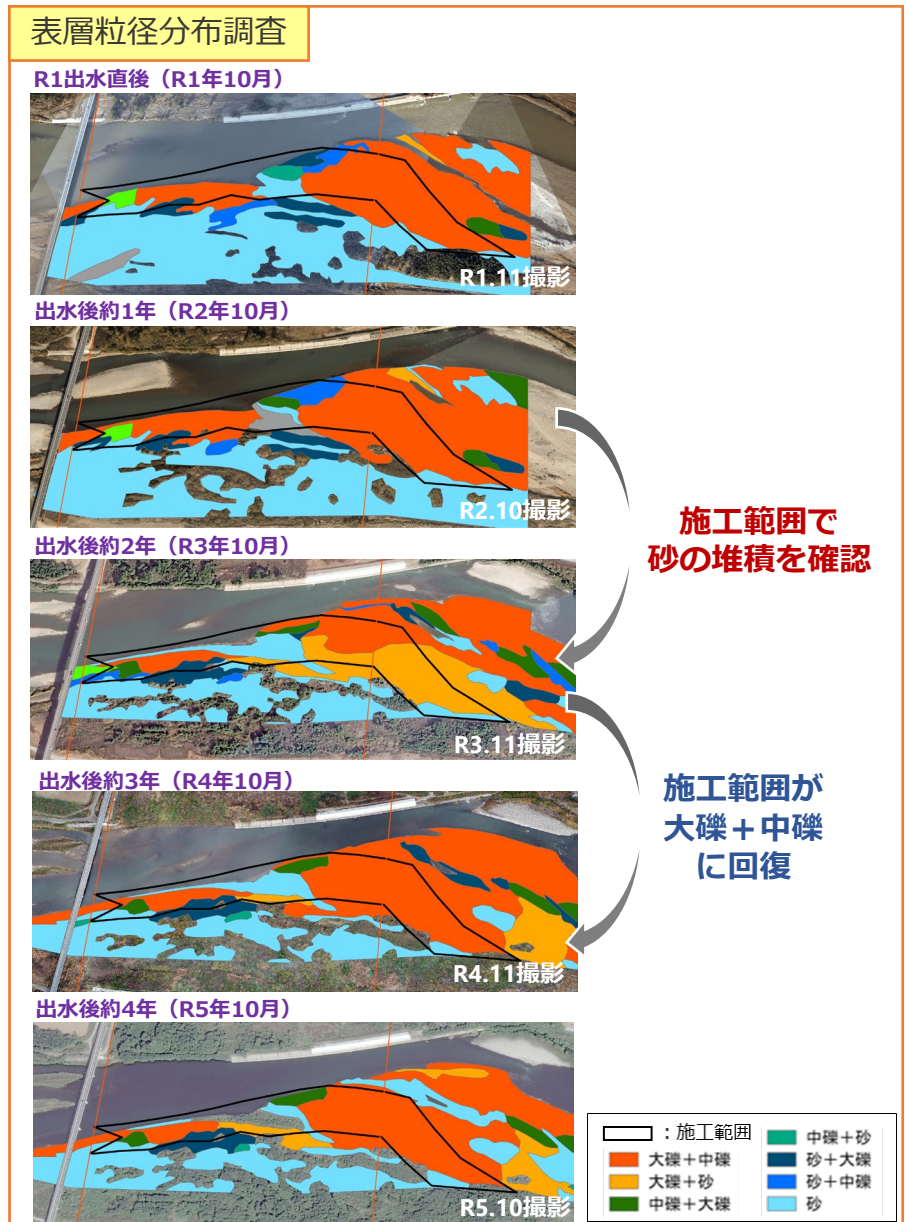 表層粒径分布調査
R1出水直後（R1年10月）
R1.11撮影
出水後約1年（R2年10月）
R2.10撮影
施工範囲で
砂の堆積を確認
出水後約2年（R3年10月）
R3.11撮影
施工範囲が
大礫＋中礫
に回復
出水後約3年（R4年10月）
R4.11撮影
出水後約4年（R5年10月）
R5.10撮影
：施工範囲
大礫＋中礫
大礫＋砂
中礫＋大礫
中礫＋砂
砂＋大礫
砂＋中礫
砂